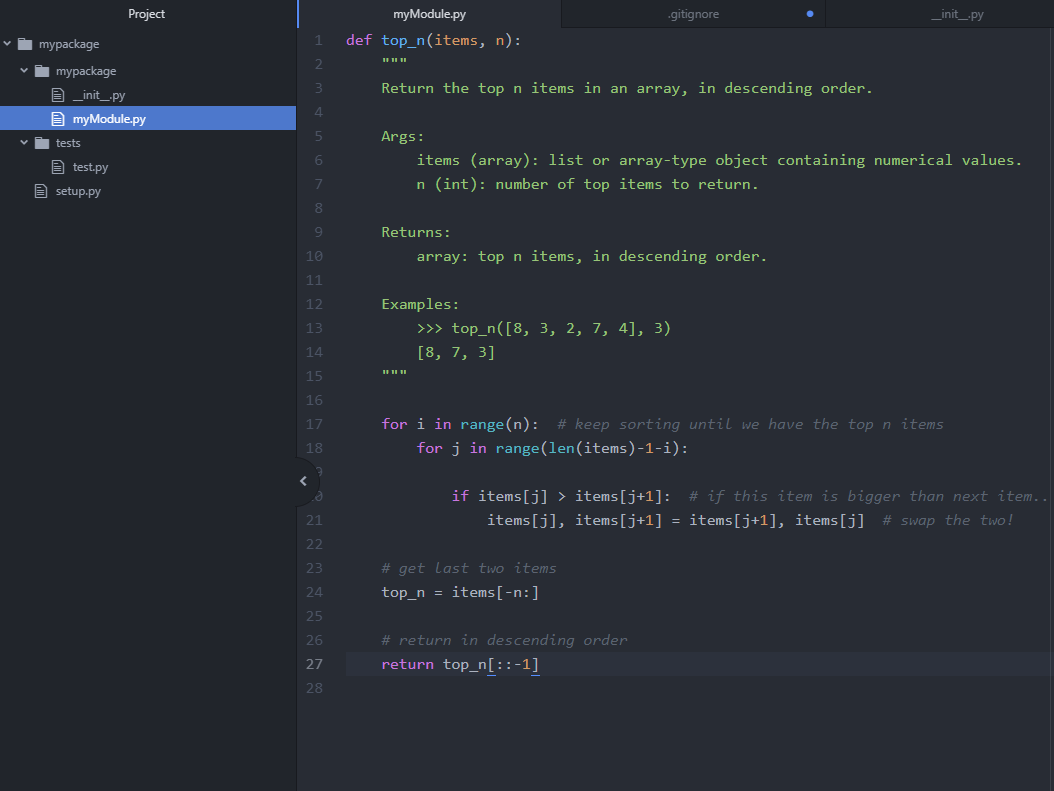 Project
mypackage
mypackage
__init__.py
myModule.py
tests
test.py
setup.py
myModule.py
.gitignore
__init__.py
1 def top_n(items, n):
2     """
3     Return the top n items in an array, in descending order.
4
5     Args:
6         items (array): list or array-type object containing numerical values.
7         n (int): number of top items to return.
8
9     Returns:
10         array: top n items, in descending order.
11
12     Examples:
13         >>> top_n([8, 3, 2, 7, 4], 3)
14         [8, 7, 3]
15     """
16
17     for i in range(n):  # keep sorting until we have the top n items
18         for j in range(len(items)-1-i):
9
0             if items[j] > items[j+1]:  # if this item is bigger than next item..
21                 items[j], items[j+1] = items[j+1], items[j]  # swap the two!
22
23     # get last two items
24     top_n = items[-n:]
25
26     # return in descending order
27     return top_n[::-1]
28